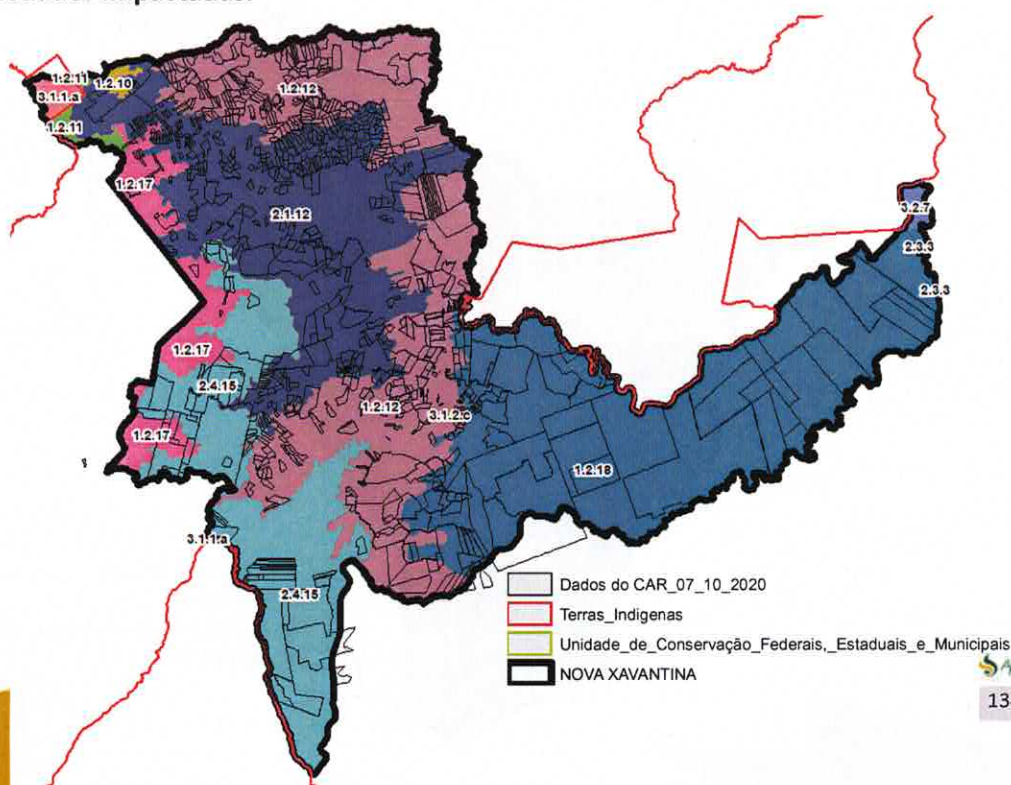 1.2.11
1.2.10
3.1.1.a
1.2.11
1.2.12
1.2.17
2.1.12
3.2.7
2.3.3
2.3.3
1.2.17
2.4.15
1.2.12
3.1.2.c
1.2.17
1.2.18
3.1.1.a
2.4.15
Dados do CAR_07_10_2020
Terras_Indigenas
Unidade_de_Conservação_Federais,_Estaduais_e_Municipais
NOVA XAVANTINA
13